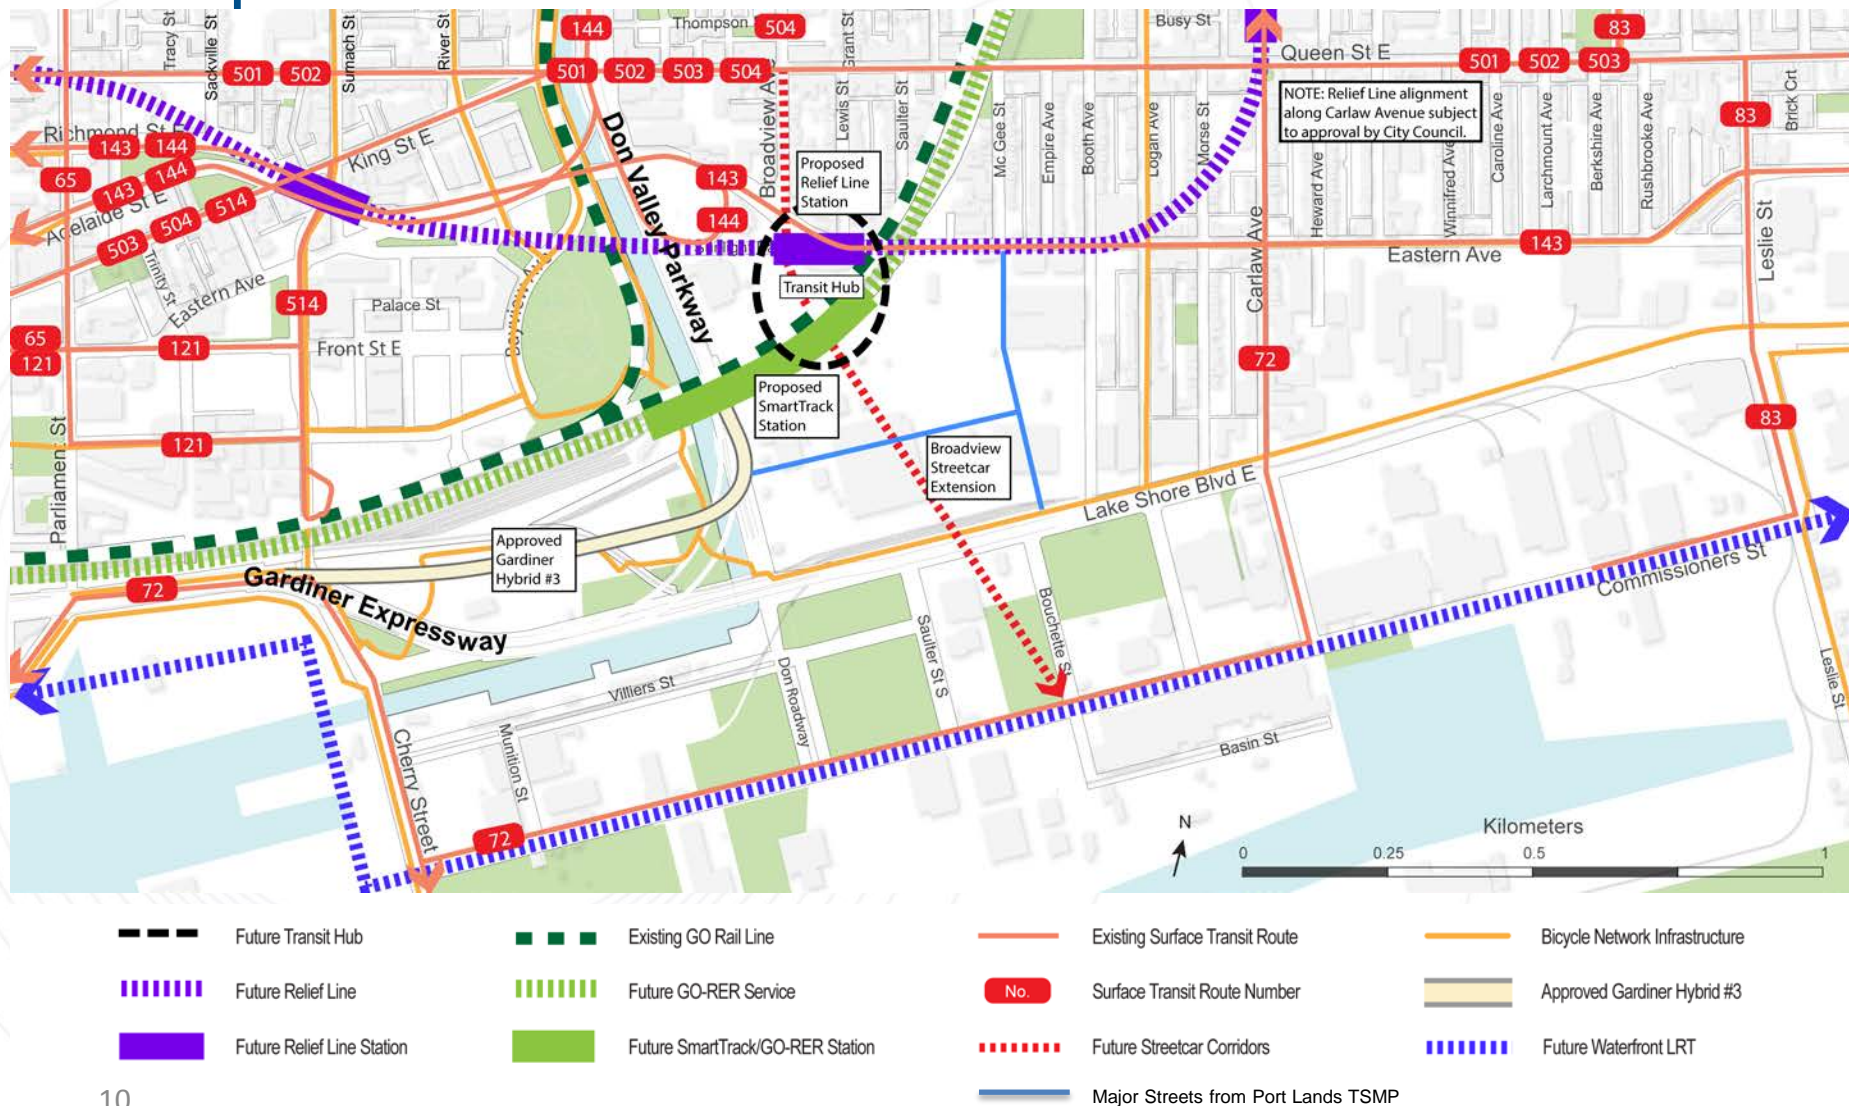 Tracy St
Sackville St
Sumach St
River St
144
Thompson
504
Grant St
Busy St
83
Queen St E
501
502
501
502
503
504
501
502
503
NOTE: Relief Line alignment
along Carlaw Avenue subject
to approval by City Council.
Richmond St E
143
144
King St E
Don Valley Parkway
Broadview Ave
Lewis St
Saulter St
Mc Gee St
Empire Ave
Booth Ave
Logan Ave
Morse St
Heward Ave
Winnifred Ave
Caroline Ave
Larchmount Ave
Berkshire Ave
Rushbrooke Ave
83
Brick Crt
65
143
144
Adelaide St E
503
504
514
143
144
Proposed
Relief Line
Station
Trinity St
Eastern Ave
514
Palace St
Transit Hub
Carlaw Ave
143
Eastern Ave
Leslie St
65
121
121
Front St E
72
Proposed
SmartTrack
Station
83
Parliament St
121
Broadview
Streetcar
Extension
Lake Shore Blvd E
Approved
Gardiner
Hybrid #3
72
Gardiner Expressway
Commissioners St
Bouchette St
Saulter St S
Villiers St
Don Roadway
Munition St
Cherry Street
72
Basin St
Leslie St
N
Kilometers
0
0.25
0.5
1
Future Transit Hub
Existing GO Rail Line
Existing Surface Transit Route
Bicycle Network Infrastructure
Future Relief Line
Future GO-RER Service
No.
Surface Transit Route Number
Approved Gardiner Hybrid #3
Future Relief Line Station
Future SmartTrack/GO-RER Station
Future Streetcar Corridors
Future Waterfront LRT
10
Major Streets from Port Lands TSMP